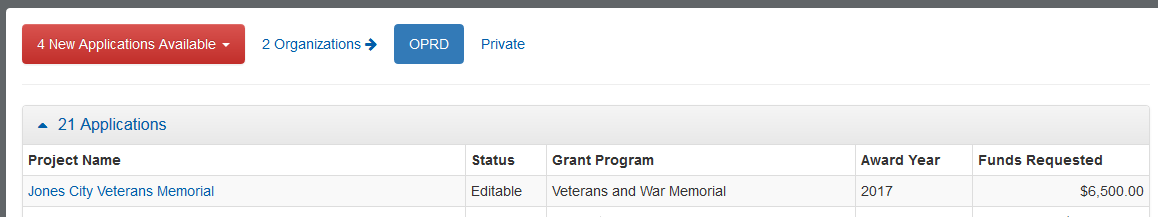 4 New Applications Available 2 Organizations OPRD Private
21 Applications
Project Name Status Grant Program Award Year Funds Requested
Jones City Veterans Memorial Editable Veterans and War Memorial 2017 $6,500.00